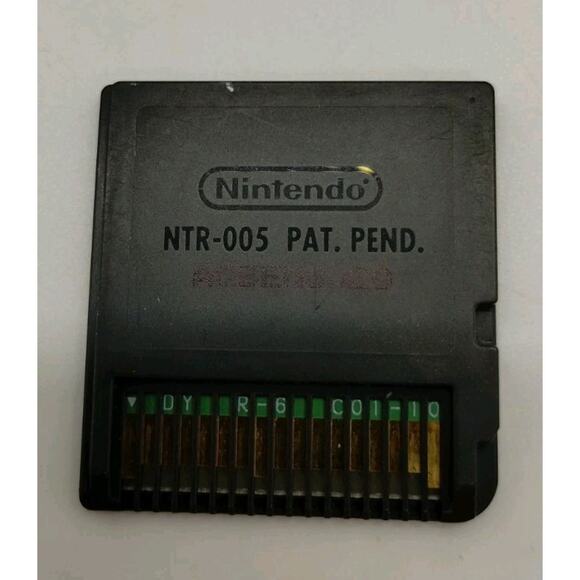 Nintendo®
NTR-005 PAT. PEND.
▼ DY R-6 C01-10